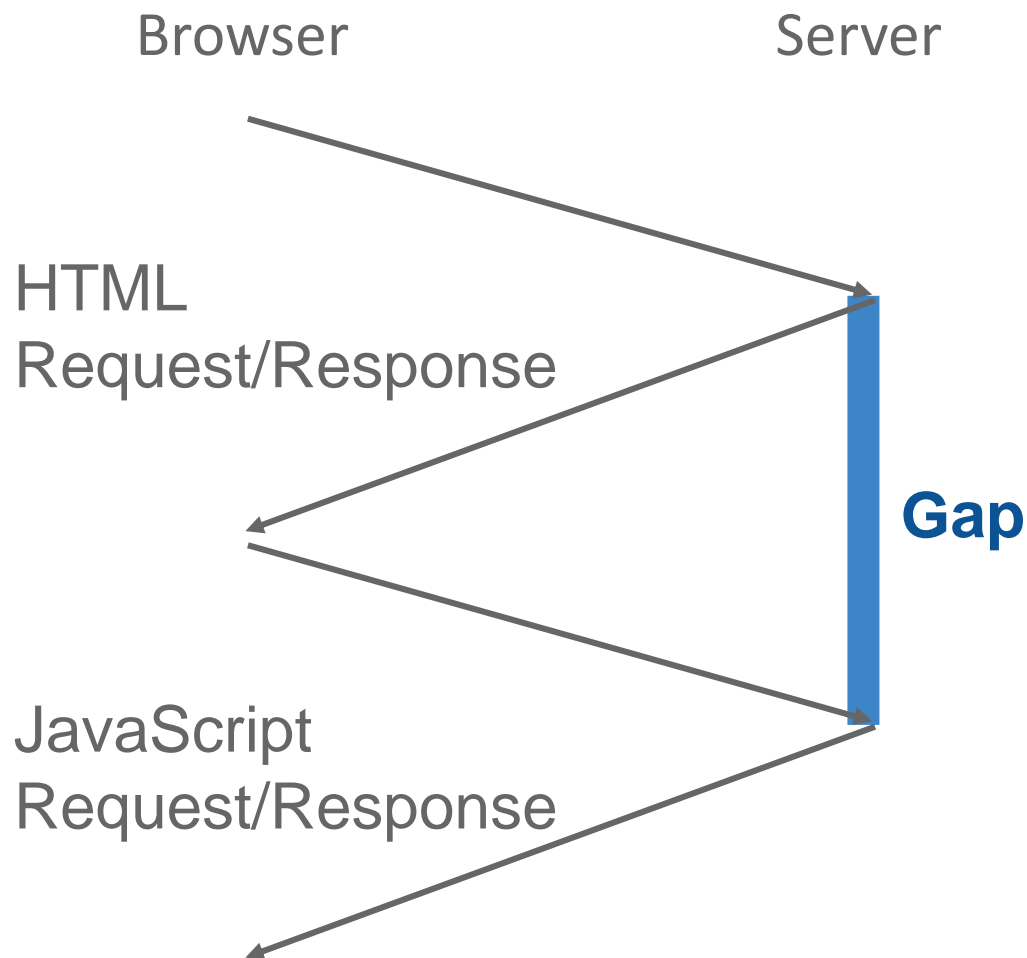 Browser
Server
HTML
Request/Response
Gap
JavaScript
Request/Response